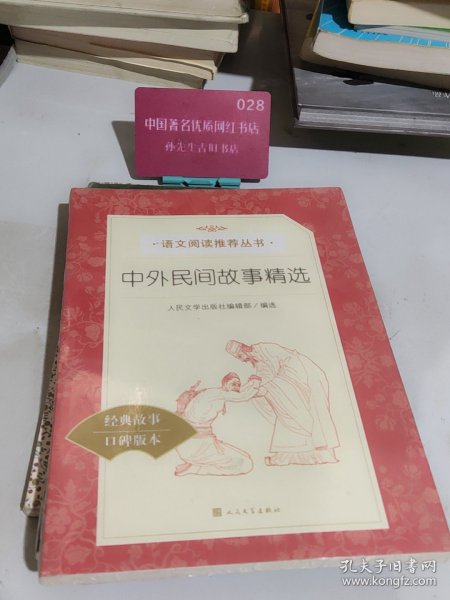 028
中国著名优质网红书店
孙先生古旧书店
·语文阅读推荐丛书·
中外民间故事精选
人民文学出版社编辑部/编选
经典故事
口碑版本
人民文学出版社
孔夫子旧书网
www.kongfz.com